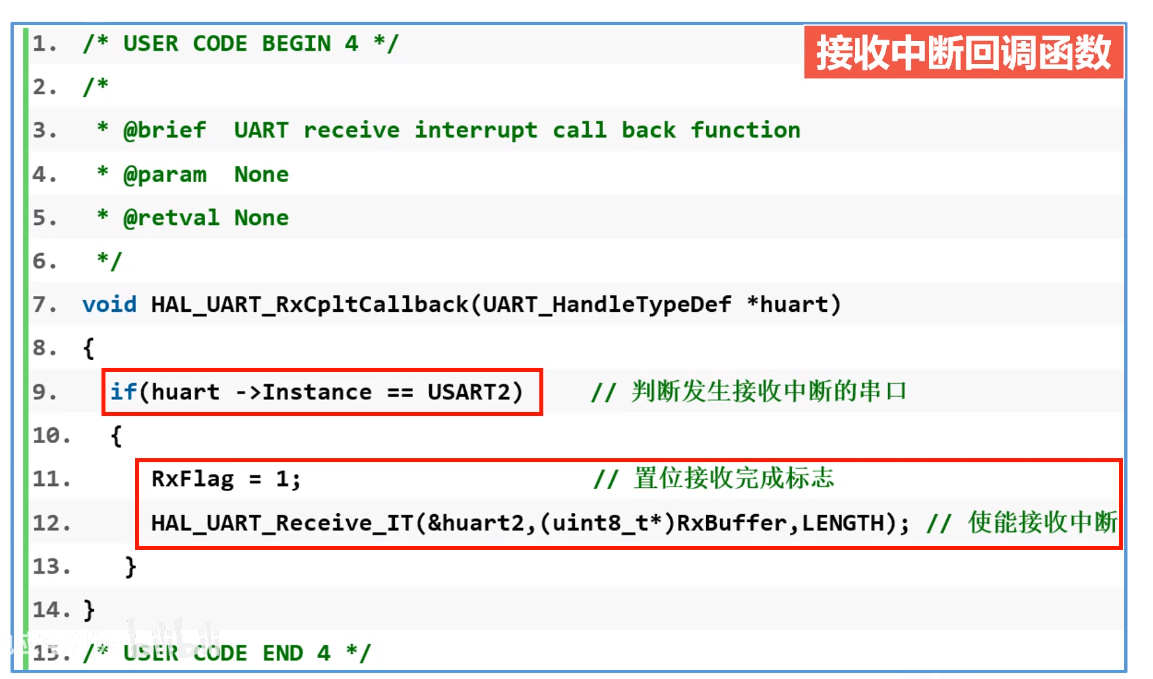 接收中断回调函数
1. /* USER CODE BEGIN 4 */
2. /*
3. * @brief UART receive interrupt call back function
4. * @param None
5. * @retval None
6. */
7. void HAL_UART_RxCpltCallback(UART_HandleTypeDef *huart)
8. {
9. if(huart ->Instance == USART2) // 判断发生接收中断的串口
10. {
11. RxFlag = 1; // 置位接收完成标志
12. HAL_UART_Receive_IT(&huart2,(uint8_t*)RxBuffer,LENGTH); // 使能接收中断
13. }
14. }
bilibili
15. /* USER CODE END 4 */